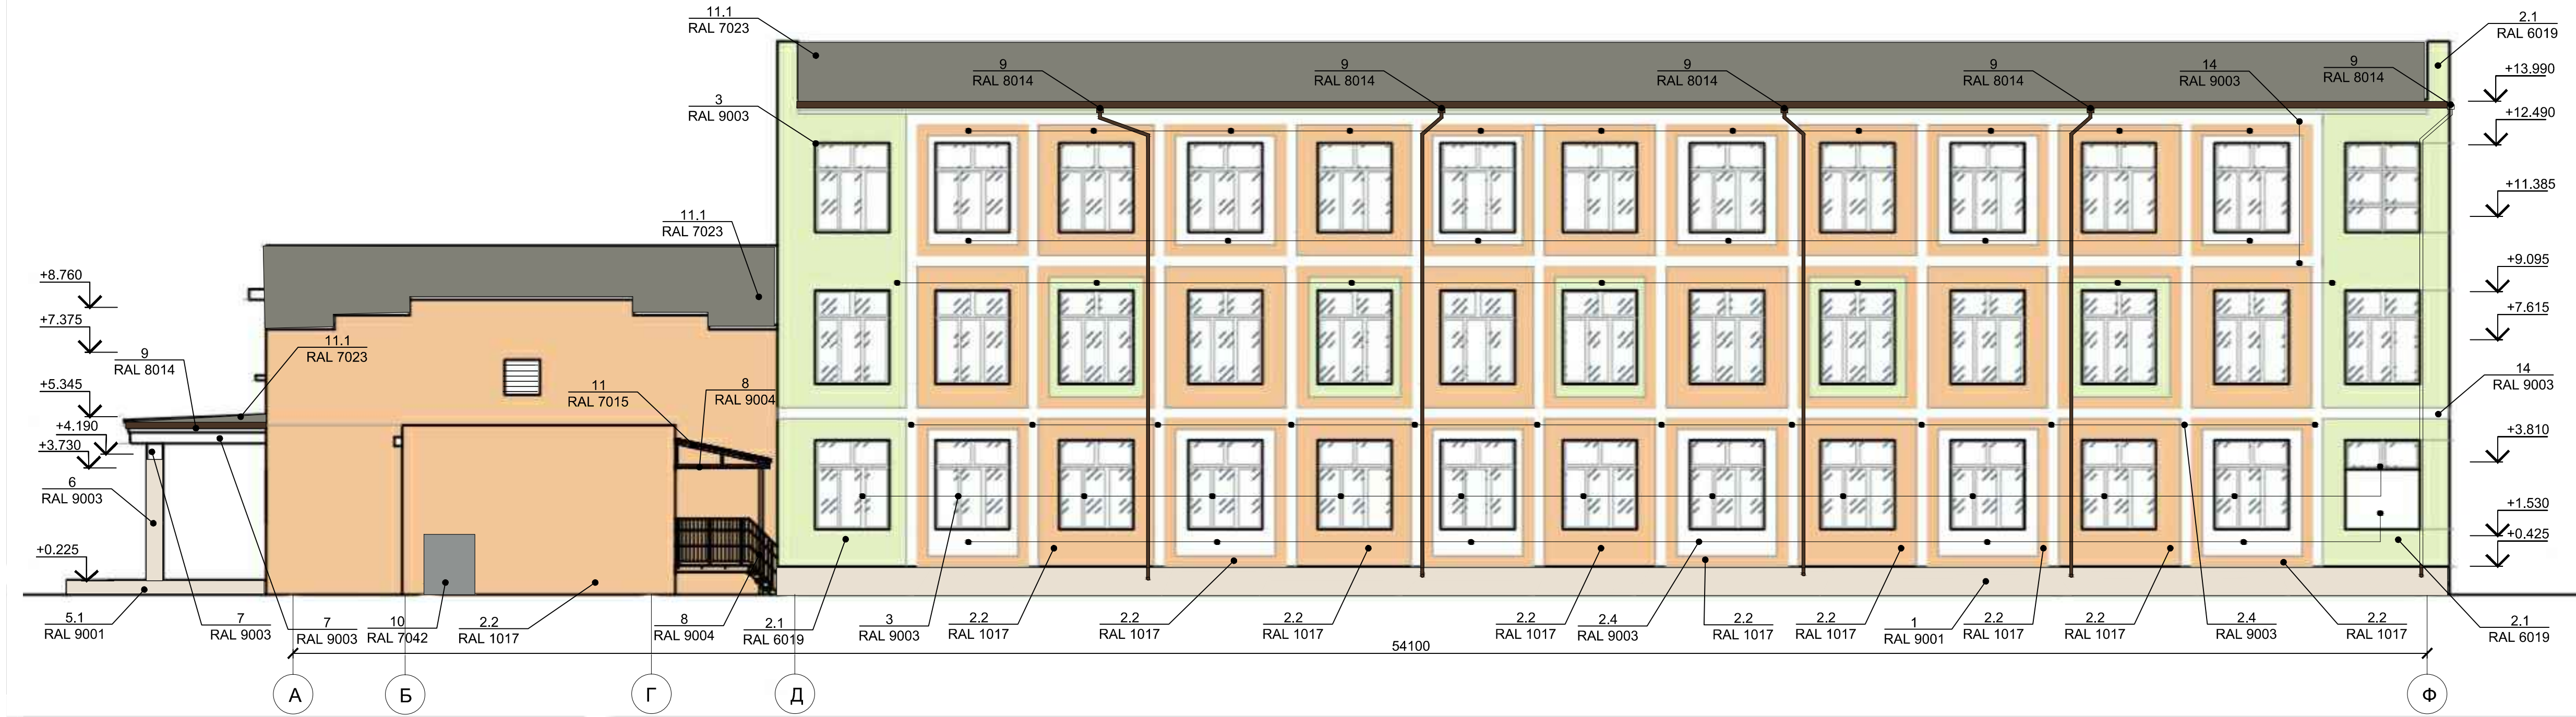 11.1
RAL 7023
2.1
RAL 6019
9
RAL 8014
9
RAL 8014
9
RAL 8014
9
RAL 8014
14
RAL 9003
9
RAL 8014
+13.990
3
RAL 9003
+12.490
+11.385
11.1
RAL 7023
+8.760
+9.095
+7.375
+7.615
11.1
RAL 7023
9
RAL 8014
11
RAL 7015
8
RAL 9004
14
RAL 9003
+5.345
+4.190
+3.730
+3.810
6
RAL 9003
+1.530
+0.225
+0.425
5.1
RAL 9001
7
RAL 9003
7
RAL 9003
10
RAL 7042
2.2
RAL 1017
8
RAL 9004
2.1
RAL 6019
3
RAL 9003
2.2
RAL 1017
2.2
RAL 1017
2.2
RAL 1017
2.2
RAL 1017
2.4
RAL 9003
2.2
RAL 1017
2.2
RAL 1017
1
RAL 9001
2.2
RAL 1017
2.2
RAL 1017
2.4
RAL 9003
2.2
RAL 1017
2.1
RAL 6019
54100
А
Б
Г
Д
Ф